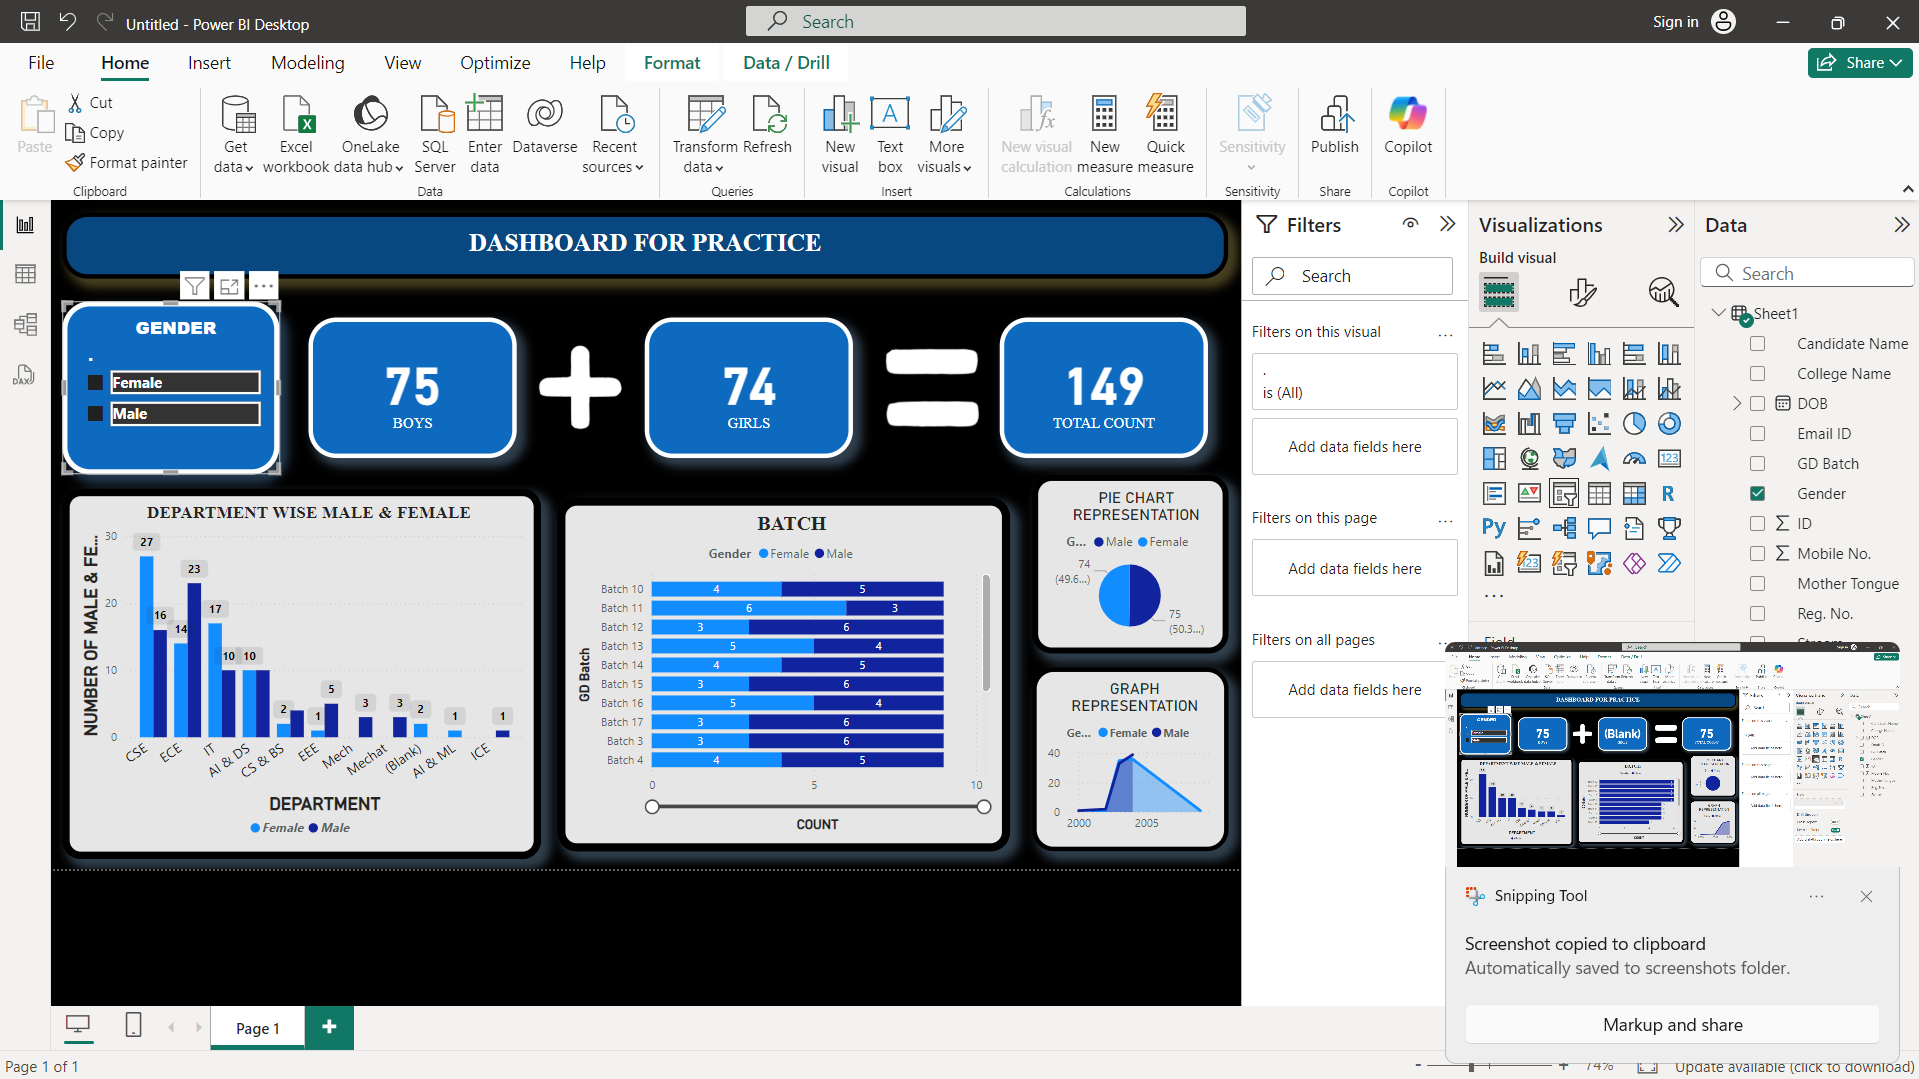 Untitled - Power BI Desktop
Search
Sign in
File Home Insert Modeling View Optimize Help Format Data / Drill
Share
Paste
Cut
Copy
Format painter
Clipboard
Get data
Excel workbook
OneLake data hub
SQL Server
Enter data
Dataverse
Recent sources
Data
Transform data
Refresh
Queries
New visual
Text box
More visuals
Insert
New visual calculation
New measure
Quick measure
Calculations
Sensitivity
Sensitivity
Publish
Share
Copilot
Copilot
DASHBOARD FOR PRACTICE
GENDER
.
Female
Male
75
BOYS
74
GIRLS
149
TOTAL COUNT
DEPARTMENT WISE MALE & FEMALE
NUMBER OF MALE & FE...
30
20
10
0
27
16
14
23
17
10
10
2
1
5
3
3
2
1
1
CSE
ECE
IT
AI & DS
CS & BS
EEE
Mech
Mechat
(Blank)
AI & ML
ICE
DEPARTMENT
Female Male
BATCH
Gender Female Male
GD Batch
Batch 10 4 5
Batch 11 6 3
Batch 12 3 6
Batch 13 5 4
Batch 14 4 5
Batch 15 3 6
Batch 16 5 4
Batch 17 3 6
Batch 3 3 6
Batch 4 4 5
0 5 10
COUNT
PIE CHART
REPRESENTATION
G... Male Female
74
(49.6...)
75
(50.3...)
GRAPH
REPRESENTATION
Ge... Female Male
40
20
0
2000 2005
Filters
Search
Filters on this visual ...
.
is (All)
Add data fields here
Filters on this page ...
Add data fields here
Filters on all pages ...
Add data fields here
Visualizations
Build visual
123
R
Py
...
Data
Search
Sheet1
Candidate Name
College Name
DOB
Email ID
GD Batch
Gender
ID
Mobile No.
Mother Tongue
Reg. No.
DASHBOARD FOR PRACTICE
GENDER
75
(Blank)
75
BATCH
DEPARTMENT
Snipping Tool
Screenshot copied to clipboard
Automatically saved to screenshots folder.
Markup and share
Page 1
Page 1 of 1
74%
Update available (click to download)